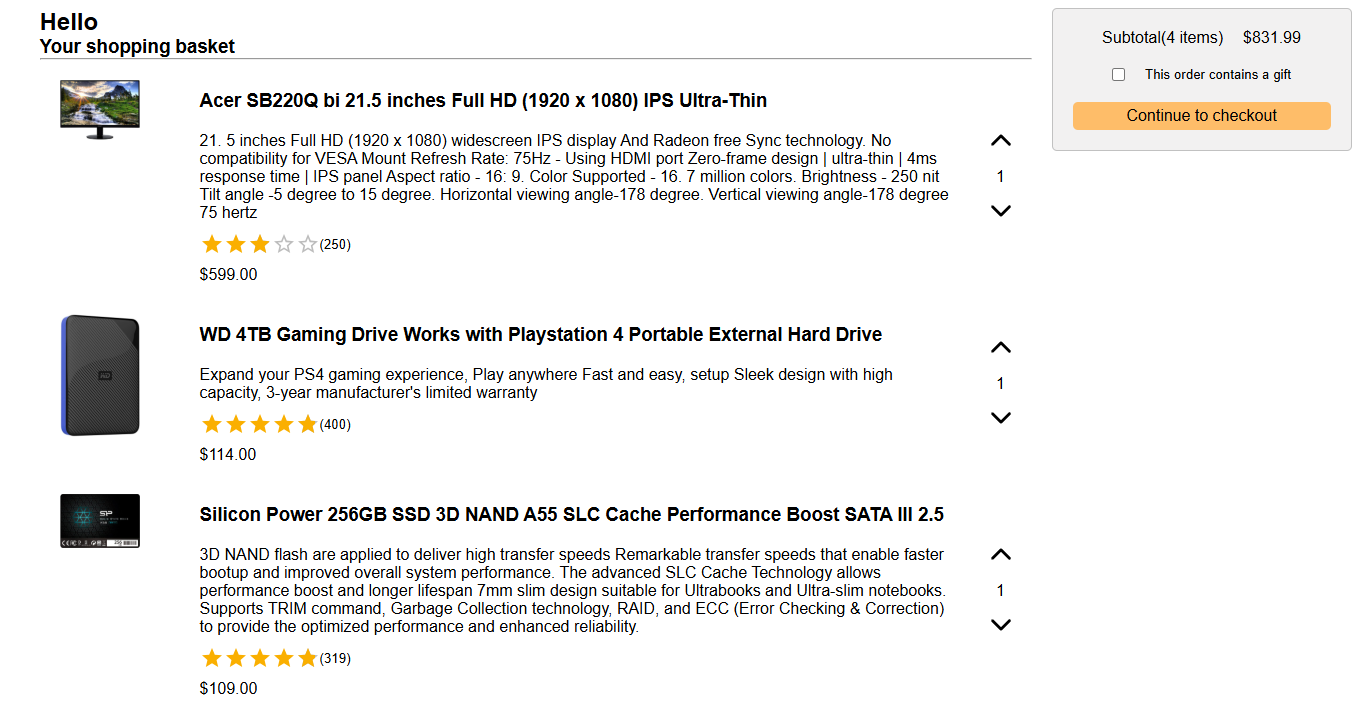 Hello
Your shopping basket
Subtotal(4 items) $831.99
This order contains a gift
Continue to checkout
Acer SB220Q bi 21.5 inches Full HD (1920 x 1080) IPS Ultra-Thin
21. 5 inches Full HD (1920 x 1080) widescreen IPS display And Radeon free Sync technology. No
compatibility for VESA Mount Refresh Rate: 75Hz - Using HDMI port Zero-frame design | ultra-thin | 4ms
response time | IPS panel Aspect ratio - 16: 9. Color Supported - 16. 7 million colors. Brightness - 250 nit
Tilt angle -5 degree to 15 degree. Horizontal viewing angle-178 degree. Vertical viewing angle-178 degree
75 hertz
1
(250)
$599.00
WD 4TB Gaming Drive Works with Playstation 4 Portable External Hard Drive
Expand your PS4 gaming experience, Play anywhere Fast and easy, setup Sleek design with high
capacity, 3-year manufacturer's limited warranty
1
(400)
$114.00
SP
Silicon Power 256GB SSD 3D NAND A55 SLC Cache Performance Boost SATA III 2.5
3D NAND flash are applied to deliver high transfer speeds Remarkable transfer speeds that enable faster
bootup and improved overall system performance. The advanced SLC Cache Technology allows
performance boost and longer lifespan 7mm slim design suitable for Ultrabooks and Ultra-slim notebooks.
Supports TRIM command, Garbage Collection technology, RAID, and ECC (Error Checking & Correction)
to provide the optimized performance and enhanced reliability.
1
(319)
$109.00